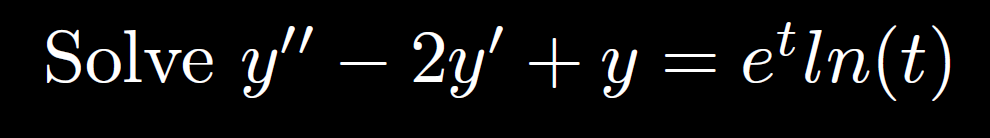 Solve y'' − 2y' + y = e^t ln(t)